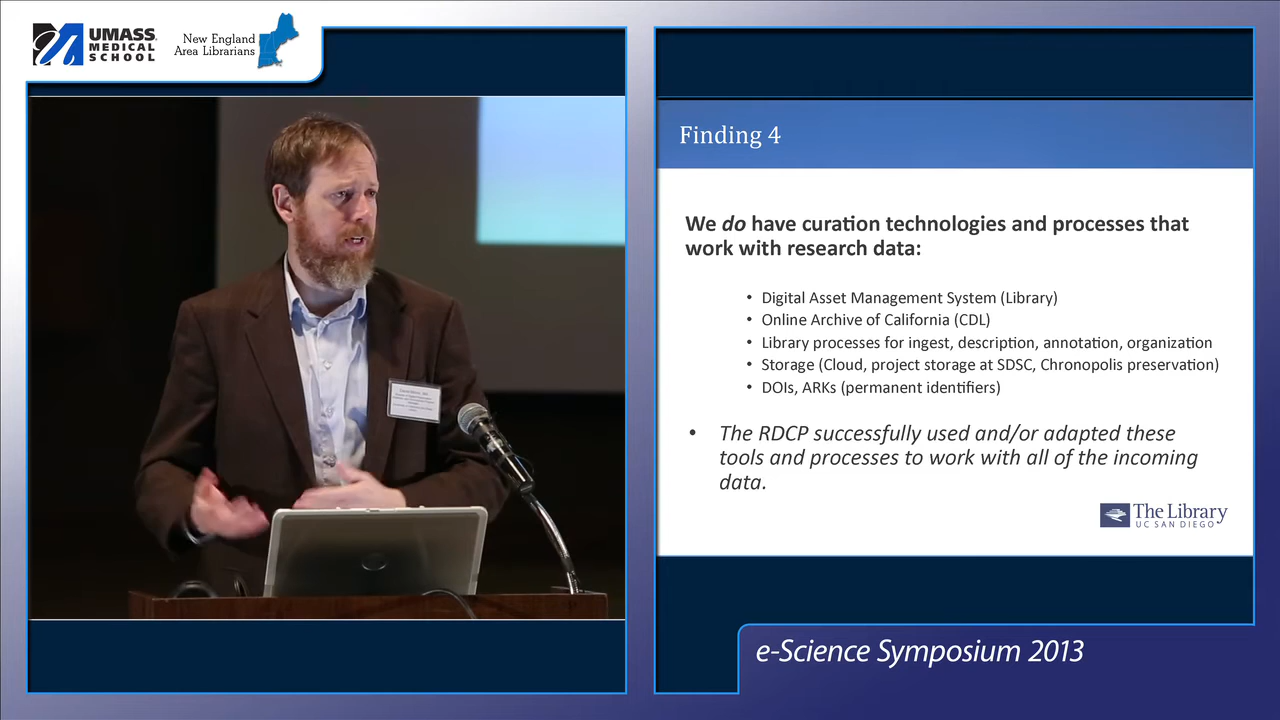 UMASS
MEDICAL
SCHOOL
New England
Area Librarians
Finding 4
We do have curation technologies and processes that
work with research data:
• Digital Asset Management System (Library)
• Online Archive of California (CDL)
• Library processes for ingest, description, annotation, organization
• Storage (Cloud, project storage at SDSC, Chronopolis preservation)
• DOIs, ARKs (permanent identifiers)
• The RDCP successfully used and/or adapted these
tools and processes to work with all of the incoming
data.
The Library
UC SAN DIEGO
e-Science Symposium 2013